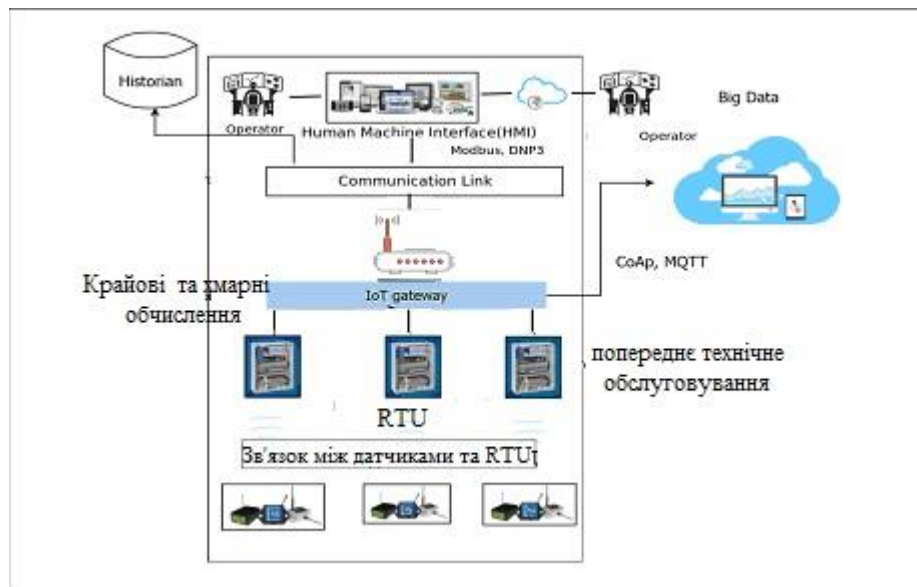 Historian
Operator
Human Machine Interface(HMI)
Modbus, DNP3
Operator
Big Data
Communication Link
CoAp, MQTT
Крайові та хмарні
обчислення
IoT gateway
попереднє технічне
обслуговування
RTU
Зв'язок між датчиками та RTU